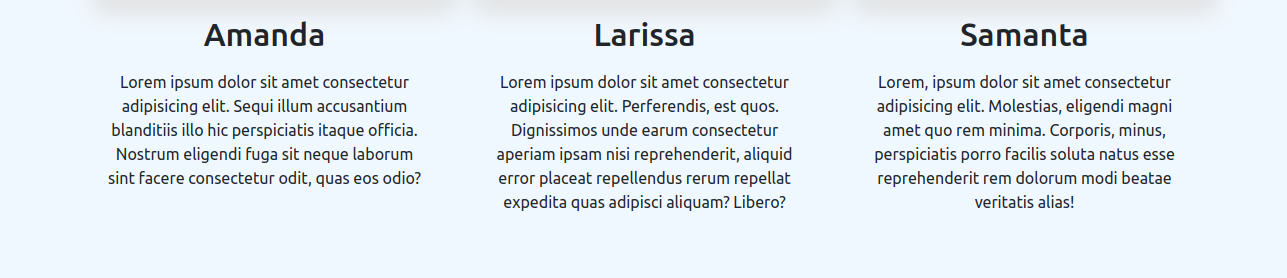 Amanda
Lorem ipsum dolor sit amet consectetur
adipisicing elit. Sequi illum accusantium
blanditiis illo hic perspiciatis itaque officia.
Nostrum eligendi fuga sit neque laborum
sint facere consectetur odit, quas eos odio?
Larissa
Lorem ipsum dolor sit amet consectetur
adipisicing elit. Perferendis, est quos.
Dignissimos unde earum consectetur
aperiam ipsam nisi reprehenderit, aliquid
error placeat repellendus rerum repellat
expedita quas adipisci aliquam? Libero?
Samanta
Lorem, ipsum dolor sit amet consectetur
adipisicing elit. Molestias, eligendi magni
amet quo rem minima. Corporis, minus,
perspiciatis porro facilis soluta natus esse
reprehenderit rem dolorum modi beatae
veritatis alias!